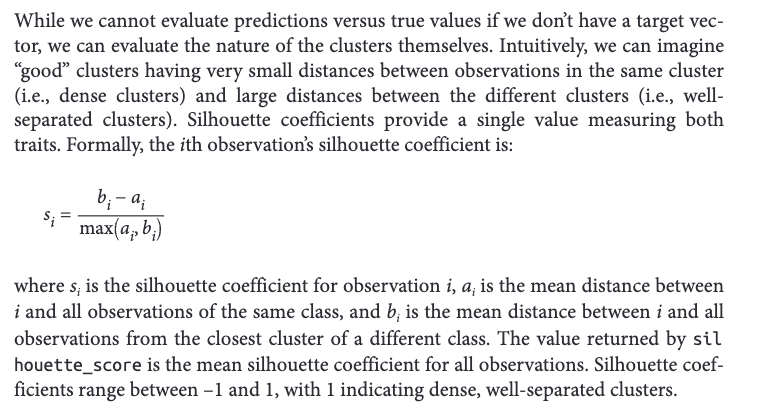 While we cannot evaluate predictions versus true values if we don't have a target vec-
tor, we can evaluate the nature of the clusters themselves. Intuitively, we can imagine
“good” clusters having very small distances between observations in the same cluster
(i.e., dense clusters) and large distances between the different clusters (i.e., well-
separated clusters). Silhouette coefficients provide a single value measuring both
traits. Formally, the ith observation's silhouette coefficient is:
s_i = (b_i − a_i) / max(a_i, b_i)
where s_i is the silhouette coefficient for observation i, a_i is the mean distance between
i and all observations of the same class, and b_i is the mean distance between i and all
observations from the closest cluster of a different class. The value returned by sil
houette_score is the mean silhouette coefficient for all observations. Silhouette coef-
ficients range between –1 and 1, with 1 indicating dense, well-separated clusters.